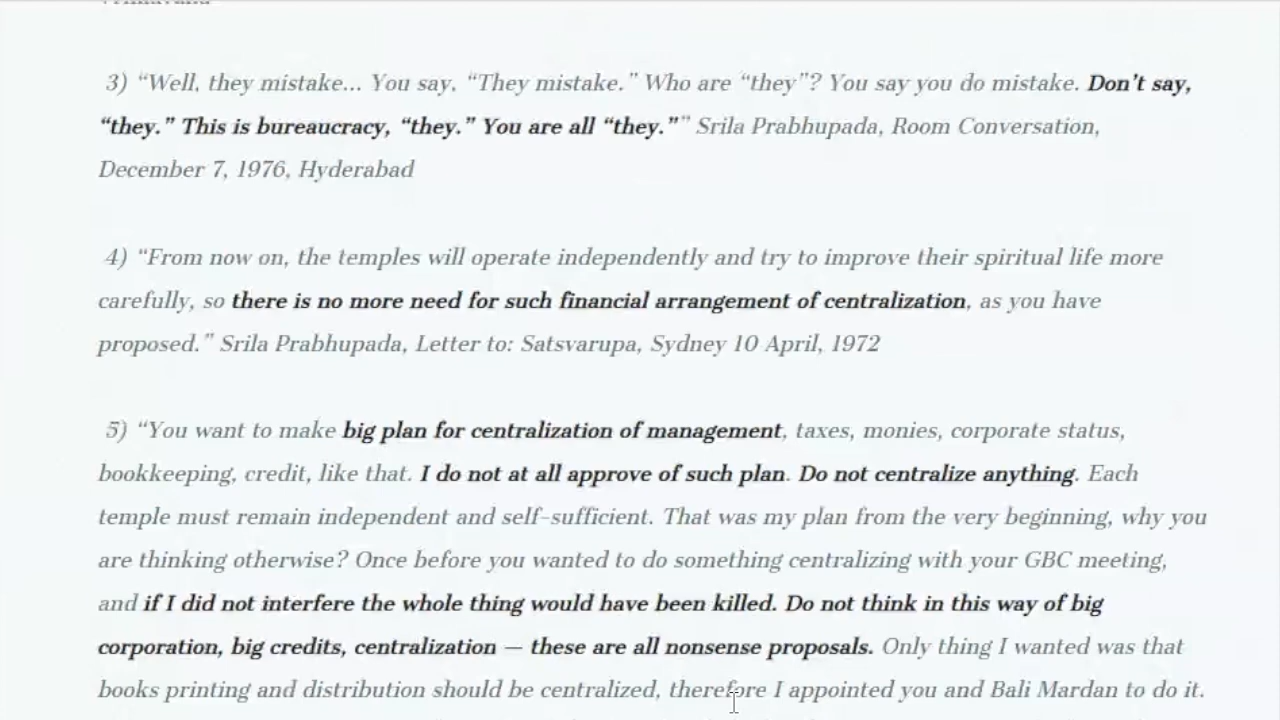 3) “Well, they mistake... You say, “They mistake.” Who are “they”? You say you do mistake. Don’t say,
“they.” This is bureaucracy, “they.” You are all “they.”” Srila Prabhupada, Room Conversation,
December 7, 1976, Hyderabad
4) “From now on, the temples will operate independently and try to improve their spiritual life more
carefully, so there is no more need for such financial arrangement of centralization, as you have
proposed.” Srila Prabhupada, Letter to: Satsvarupa, Sydney 10 April, 1972
5) “You want to make big plan for centralization of management, taxes, monies, corporate status,
bookkeeping, credit, like that. I do not at all approve of such plan. Do not centralize anything. Each
temple must remain independent and self-sufficient. That was my plan from the very beginning, why you
are thinking otherwise? Once before you wanted to do something centralizing with your GBC meeting,
and if I did not interfere the whole thing would have been killed. Do not think in this way of big
corporation, big credits, centralization — these are all nonsense proposals. Only thing I wanted was that
books printing and distribution should be centralized, therefore I appointed you and Bali Mardan to do it.